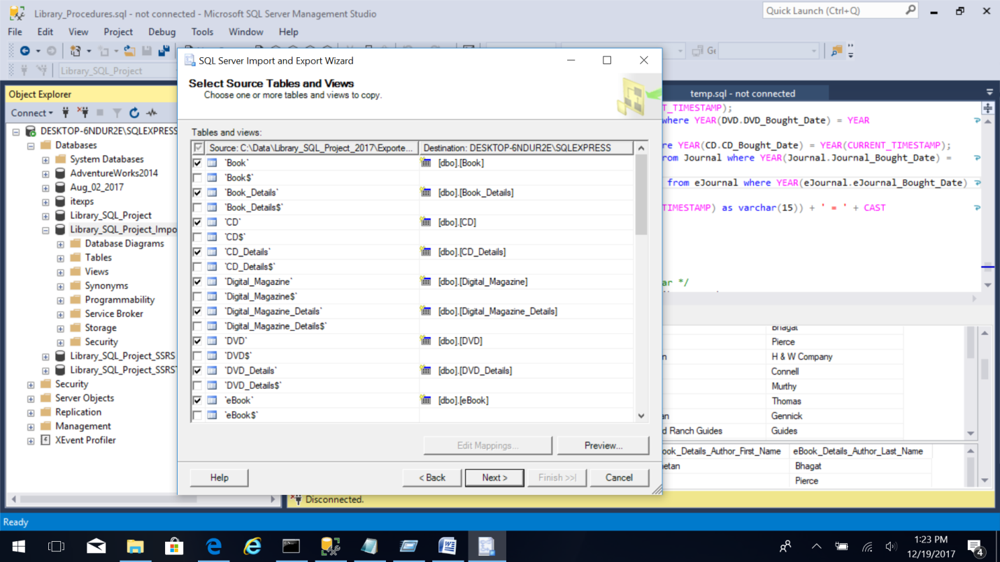 Library_Procedures.sql - not connected - Microsoft SQL Server Management Studio
Quick Launch (Ctrl+Q)
File Edit View Project Debug Tools Window Help
Library_SQL_Project
Object Explorer
Connect
DESKTOP-6NDUR2E\SQLEXPRESS
Databases
System Databases
AdventureWorks2014
Aug_02_2017
itexps
Library_SQL_Project
Library_SQL_Project_Impo
Database Diagrams
Tables
Views
Synonyms
Programmability
Service Broker
Storage
Security
Library_SQL_Project_SSRS
Library_SQL_Project_SSRS
Security
Server Objects
Replication
Management
XEvent Profiler
SQL Server Import and Export Wizard
Select Source Tables and Views
Choose one or more tables and views to copy.
Tables and views:
Source: C:\Data\Library_SQL_Project_2017\Exporte... Destination: DESKTOP-6NDUR2E\SQLEXPRESS
`Book` [dbo].[Book]
`Book$`
`Book_Details` [dbo].[Book_Details]
`Book_Details$`
`CD` [dbo].[CD]
`CD$`
`CD_Details` [dbo].[CD_Details]
`CD_Details$`
`Digital_Magazine` [dbo].[Digital_Magazine]
`Digital_Magazine$`
`Digital_Magazine_Details` [dbo].[Digital_Magazine_Details]
`Digital_Magazine_Details$`
`DVD` [dbo].[DVD]
`DVD$`
`DVD_Details` [dbo].[DVD_Details]
`DVD_Details$`
`eBook` [dbo].[eBook]
`eBook$`
Edit Mappings... Preview...
Help < Back Next > Finish >>| Cancel
temp.sql - not connected
T_TIMESTAMP);
where YEAR(DVD.DVD_Bought_Date) = YEAR
re YEAR(CD.CD_Bought_Date) = YEAR(CURRENT_TIMESTAMP);
rom Journal where YEAR(Journal.Journal_Bought_Date) =
from eJournal where YEAR(eJournal.eJournal_Bought_Date)
TIMESTAMP) as varchar(15)) + ' = ' + CAST
ar */
Bhagat
Pierce
H & W Company
Connell
Murthy
Thomas
Gennick
d Ranch Guides Guides
ook_Details_Author_First_Name eBook_Details_Author_Last_Name
etan Bhagat
Pierce
Disconnected.
Ready
1:23 PM
12/19/2017
4